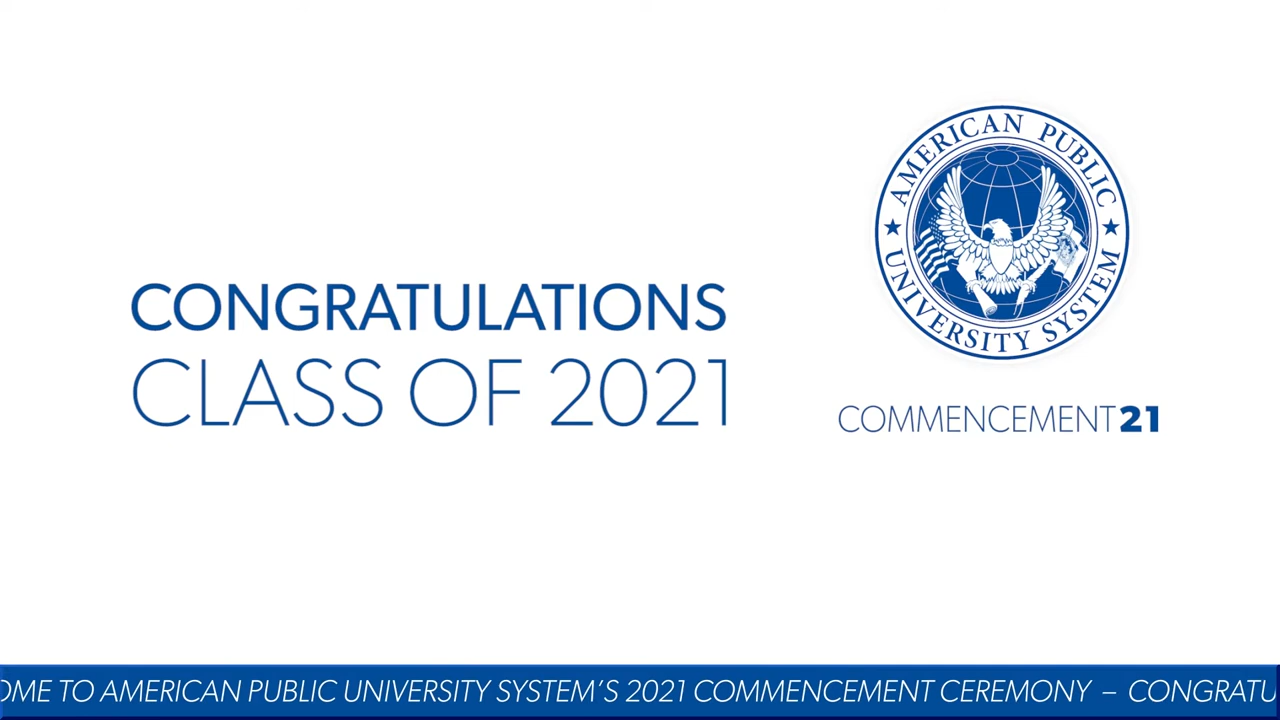 CONGRATULATIONS
CLASS OF 2021
AMERICAN PUBLIC
UNIVERSITY SYSTEM
COMMENCEMENT21
OME TO AMERICAN PUBLIC UNIVERSITY SYSTEM'S 2021 COMMENCEMENT CEREMONY – CONGRATU